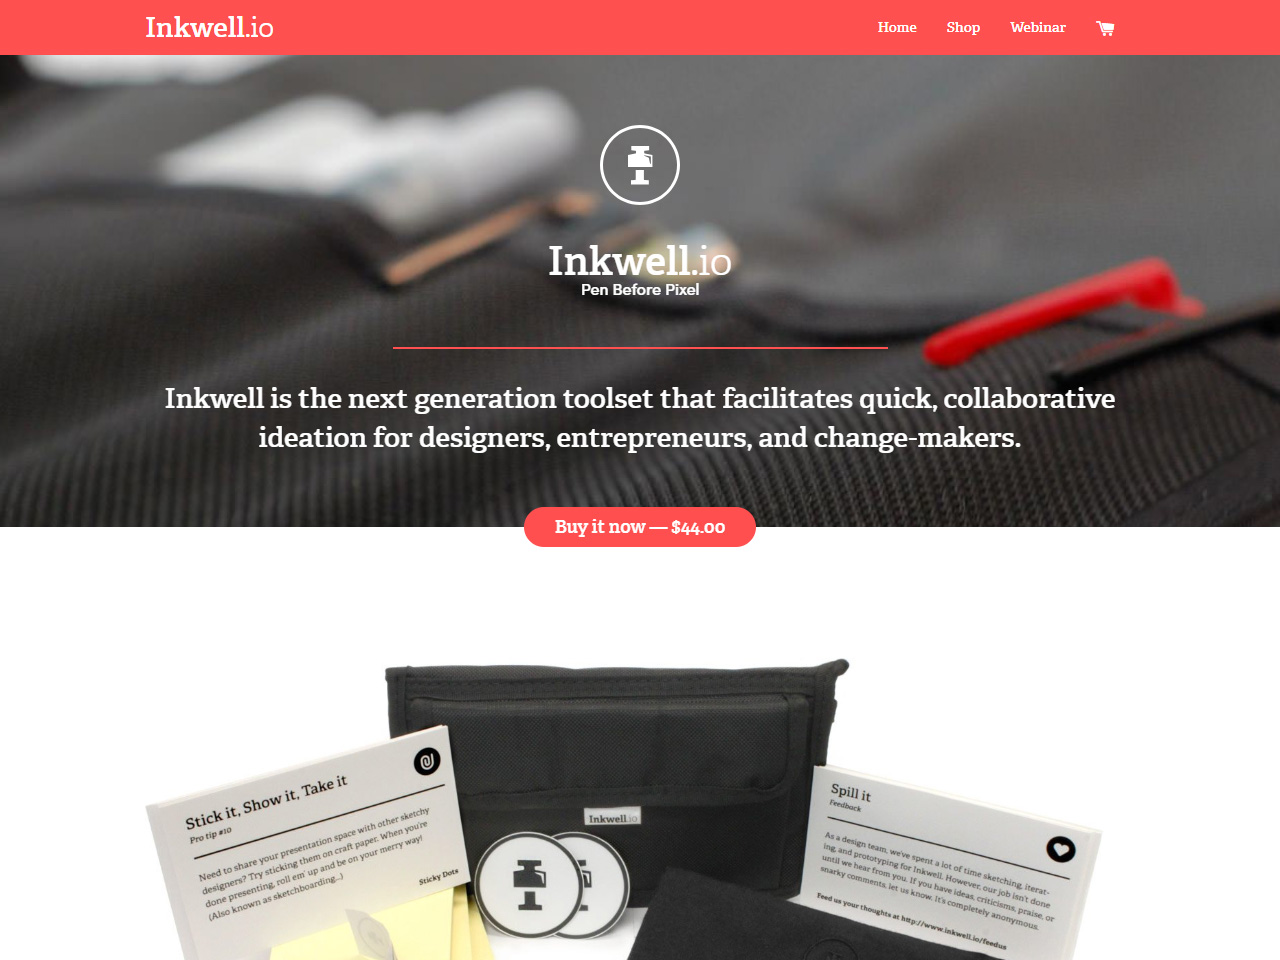 Inkwell.io
Home
Shop
Webinar
Inkwell.io
Pen Before Pixel
Inkwell is the next generation toolset that facilitates quick, collaborative
ideation for designers, entrepreneurs, and change-makers.
Buy it now — $44.00
Stick it, Show it, Take it
Pro tip #10
Need to share your presentation space with other sketchy
designers? Try sticking them on craft paper. When you're
done presenting, roll em' up and be on your merry way!
(Also known as sketchboarding...)
Sticky Dots
Inkwell.io
Spill it
Feedback
As a design team, we've spent a lot of time sketching, iterat-
ing, and prototyping for Inkwell. However, our job isn't done
until we hear from you. If you have ideas, criticisms, praise, or
snarky comments, let us know. It's completely anonymous.
Feed us your thoughts at http://www.inkwell.io/feedus